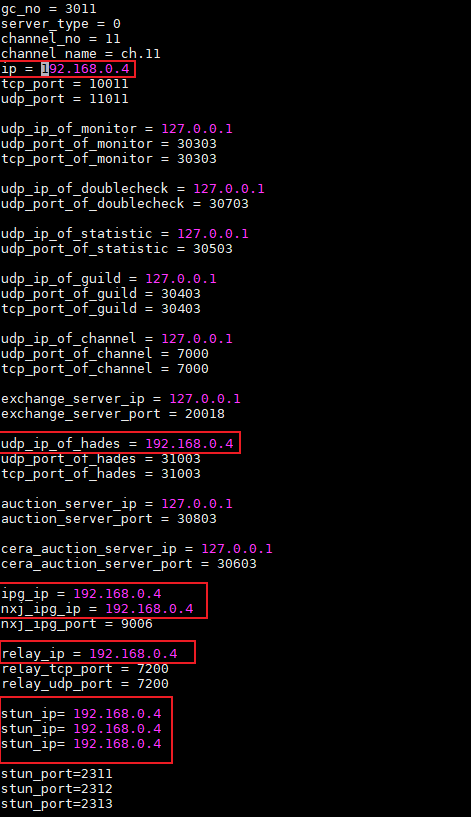 gc_no = 3011
server_type = 0
channel_no = 11
channel_name = ch.11
ip = 192.168.0.4
tcp_port = 10011
udp_port = 11011
udp_ip_of_monitor = 127.0.0.1
udp_port_of_monitor = 30303
tcp_port_of_monitor = 30303
udp_ip_of_doublecheck = 127.0.0.1
udp_port_of_doublecheck = 30703
udp_ip_of_statistic = 127.0.0.1
udp_port_of_statistic = 30503
udp_ip_of_guild = 127.0.0.1
udp_port_of_guild = 30403
tcp_port_of_guild = 30403
udp_ip_of_channel = 127.0.0.1
udp_port_of_channel = 7000
tcp_port_of_channel = 7000
exchange_server_ip = 127.0.0.1
exchange_server_port = 20018
udp_ip_of_hades = 192.168.0.4
udp_port_of_hades = 31003
tcp_port_of_hades = 31003
auction_server_ip = 127.0.0.1
auction_server_port = 30803
cera_auction_server_ip = 127.0.0.1
cera_auction_server_port = 30603
ipg_ip = 192.168.0.4
nxj_ipg_ip = 192.168.0.4
nxj_ipg_port = 9006
relay_ip = 192.168.0.4
relay_tcp_port = 7200
relay_udp_port = 7200
stun_ip= 192.168.0.4
stun_ip= 192.168.0.4
stun_ip= 192.168.0.4
stun_port=2311
stun_port=2312
stun_port=2313